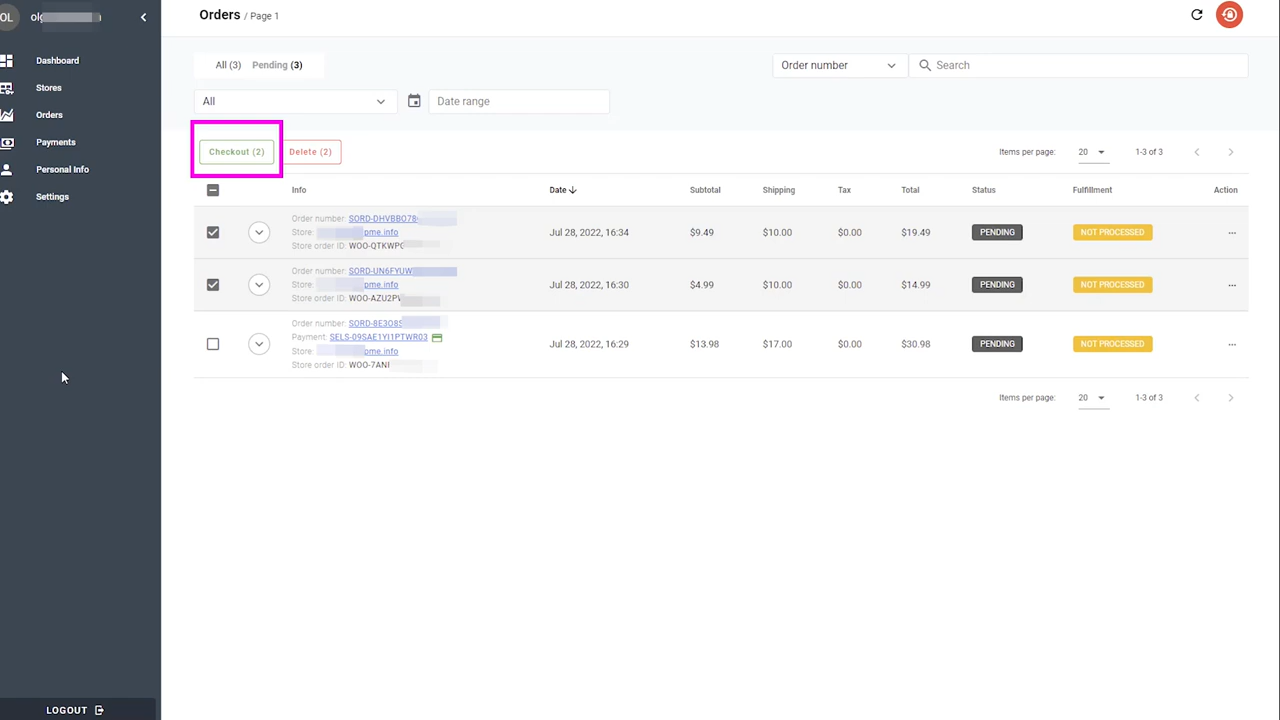 OL
Orders / Page 1
Dashboard
Stores
Orders
Payments
Personal Info
Settings
LOGOUT
All (3) Pending (3)
Order number
Search
All
Date range
Checkout (2) Delete (2)
Items per page: 20 1-3 of 3
Info Date Subtotal Shipping Tax Total Status Fulfillment Action
Order number: SORD-DHVBBO78
Store: pme.info
Store order ID: WOO-QTKWP
Jul 28, 2022, 16:34 $9.49 $10.00 $0.00 $19.49 PENDING NOT PROCESSED ...
Order number: SORD-UN6FYUW
Store: pme.info
Store order ID: WOO-AZU2P
Jul 28, 2022, 16:30 $4.99 $10.00 $0.00 $14.99 PENDING NOT PROCESSED ...
Order number: SORD-8E3O8S
Payment: SELS-09SAE1YI1PTWR03
Store: pme.info
Store order ID: WOO-7AN
Jul 28, 2022, 16:29 $13.98 $17.00 $0.00 $30.98 PENDING NOT PROCESSED ...
Items per page: 20 1-3 of 3